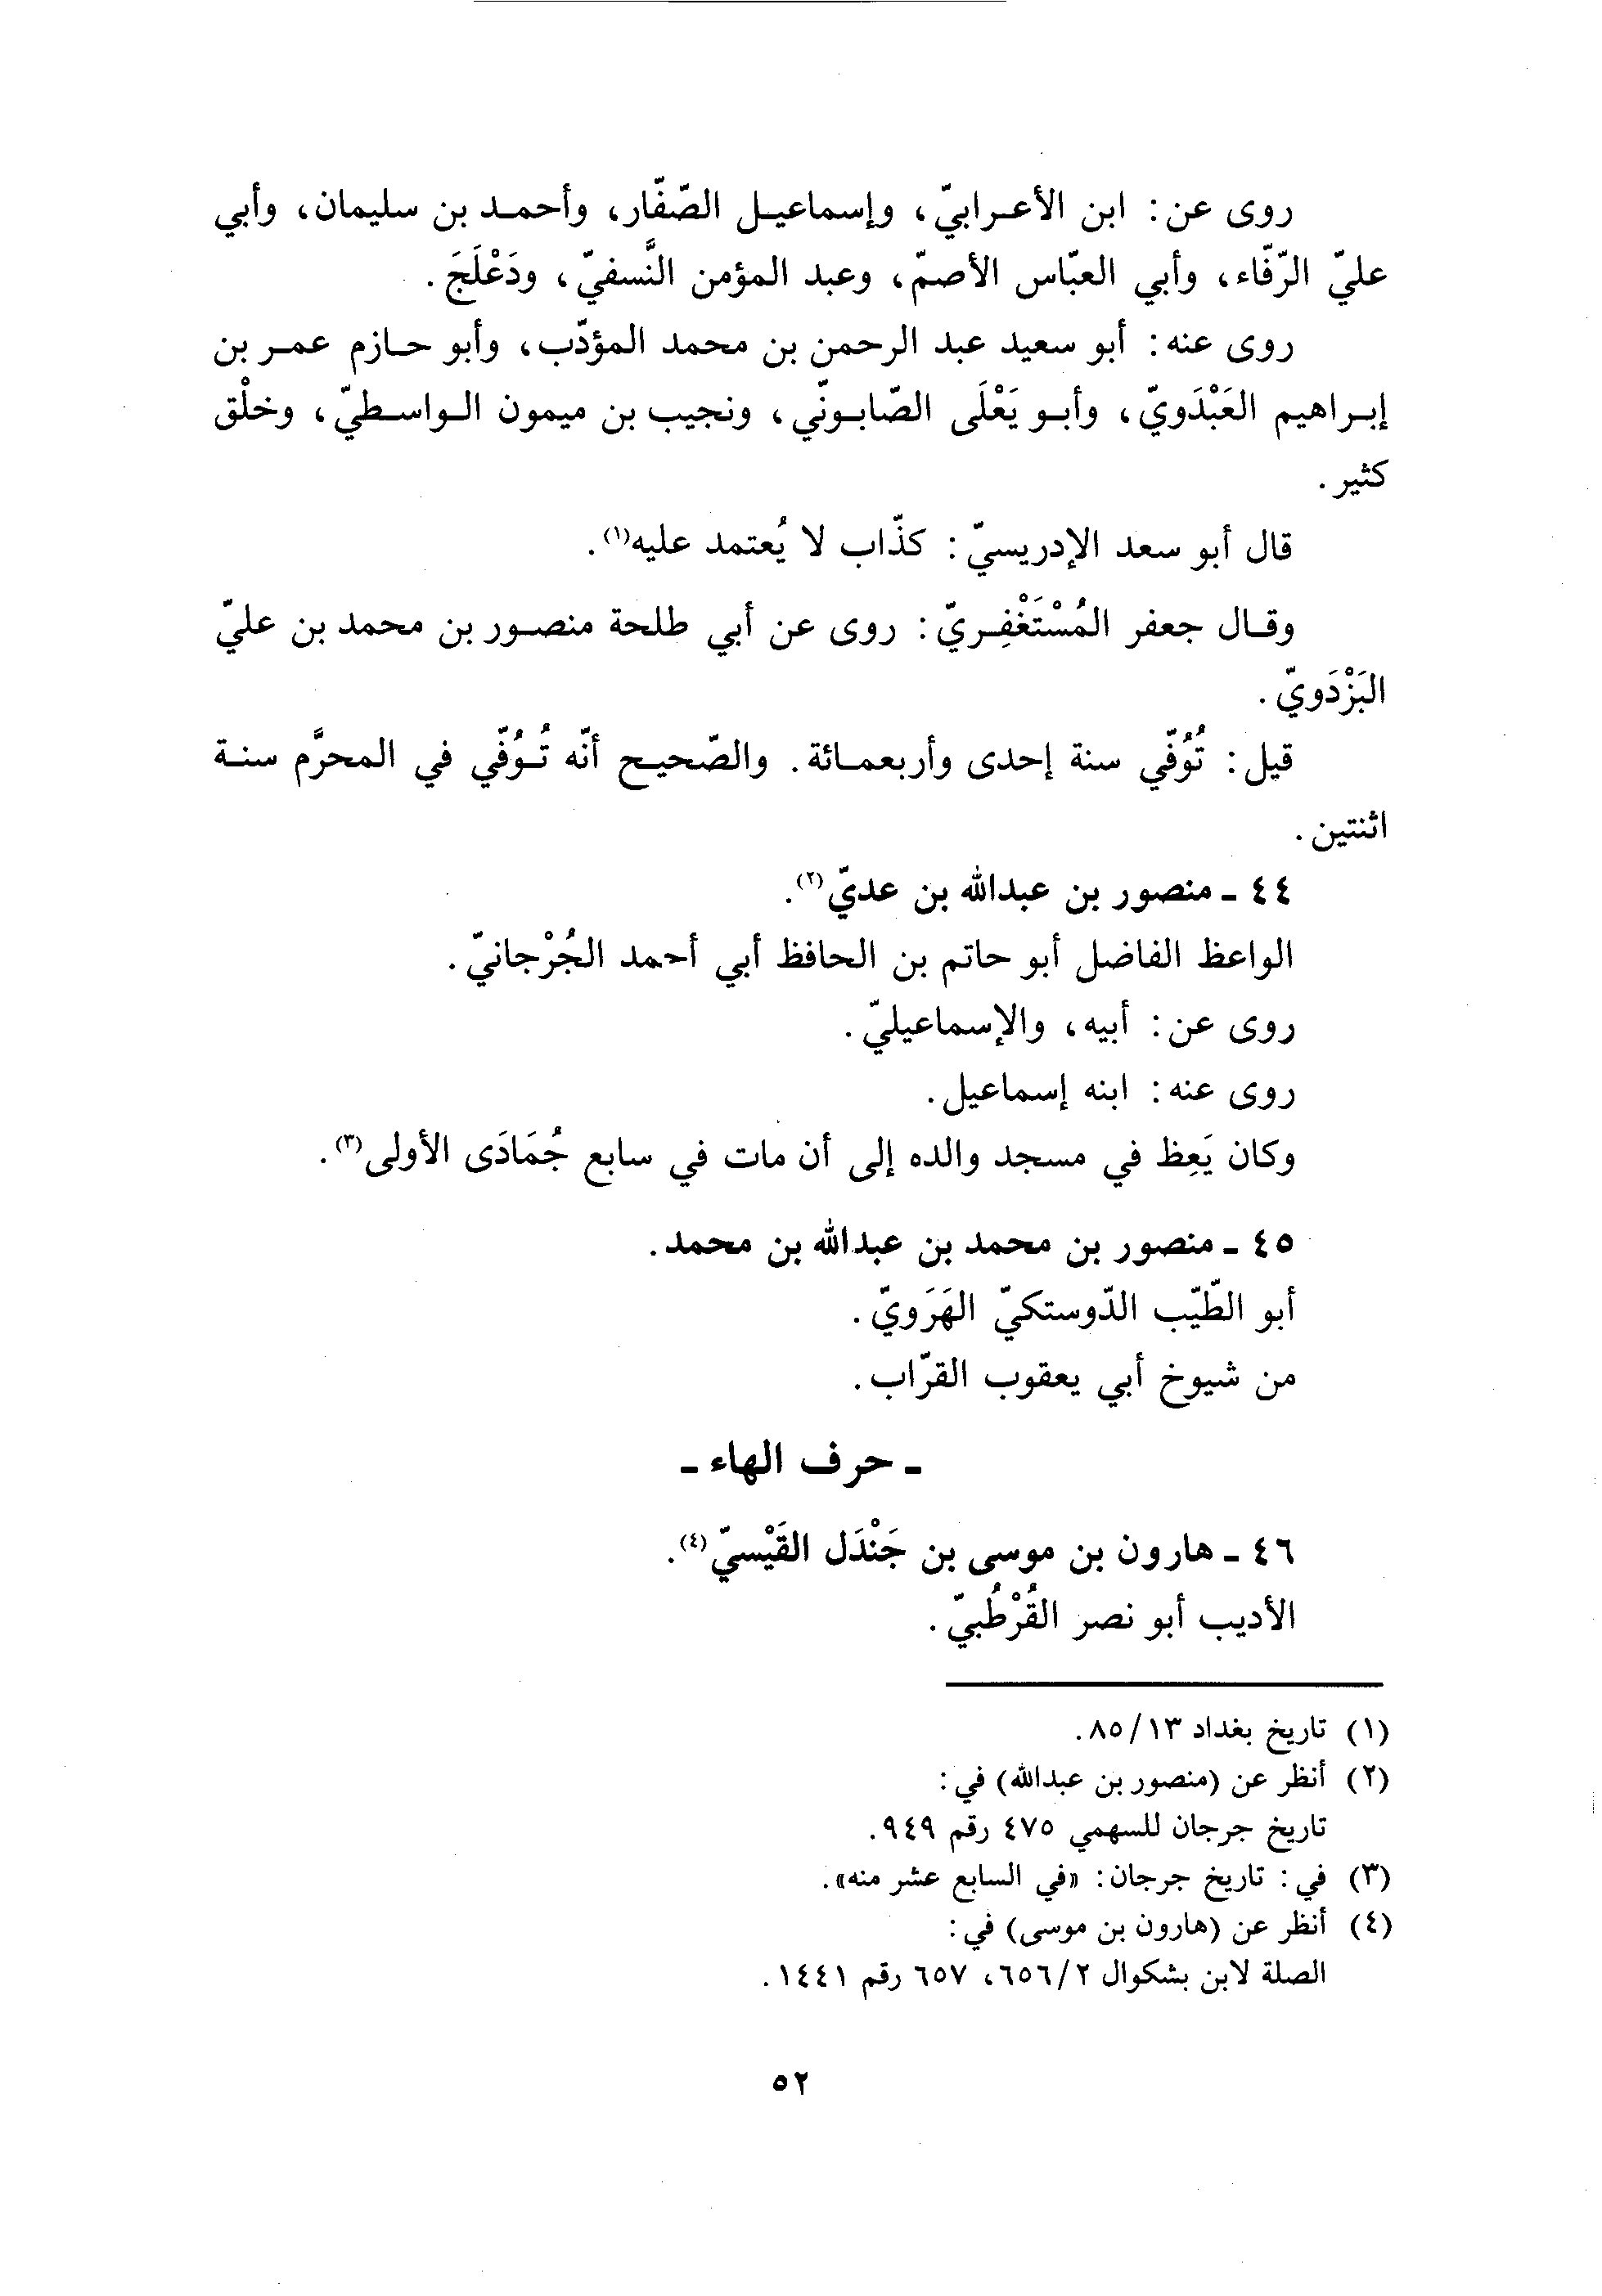 روى عن: ابن الأعرابيّ، وإسماعيل الصّفّار، وأحمد بن سليمان، وأبي
عليّ الرّفّاء، وأبي العبّاس الأصمّ، وعبد المؤمن النَّسفيّ، ودَعْلَجَ.
روى عنه: أبو سعيد عبد الرحمن بن محمد المؤدّب، وأبو حازم عمر بن
إبراهيم العَبْدَويّ، وأبو يَعْلَى الصّابونّي، ونجيب بن ميمون الواسطيّ، وخلْق
كثير.
قال أبو سعد الإدريسيّ: كذّاب لا يُعتمد عليه(١).
وقال جعفر المُسْتَغْفِريّ: روى عن أبي طلحة منصور بن محمد بن عليّ
البَزْدَويّ.
قيل: تُوُفّي سنة إحدى وأربعمائة. والصّحيح أنّه تُوُفّي في المحرَّم سنة
اثنتين.
٤٤ ـ منصور بن عبدالله بن عديّ(٢).
الواعظ الفاضل أبو حاتم بن الحافظ أبي أحمد الجُرْجانيّ.
روى عن: أبيه، والإسماعيليّ.
روى عنه: ابنه إسماعيل.
وكان يَعِظ في مسجد والده إلى أن مات في سابع جُمَادَى الأولى(٣).
٤٥ ـ منصور بن محمد بن عبدالله بن محمد.
أبو الطّيّب الدّوستكيّ الهَرَويّ.
من شيوخ أبي يعقوب القرّاب.
ـ حرف الهاء ـ
٤٦ ـ هارون بن موسى بن جَنْدَل القَيْسيّ(٤).
الأديب أبو نصر القُرْطُبيّ.
(١) تاريخ بغداد ٨٥/١٣.
(٢) أنظر عن (منصور بن عبدالله) في:
تاريخ جرجان للسهمي ٤٧٥ رقم ٩٤٩.
(٣) في: تاريخ جرجان: «في السابع عشر منه».
(٤) أنظر عن (هارون بن موسى) في:
الصلة لابن بشكوال ٦٥٦/٢، ٦٥٧ رقم ١٤٤١.
٥٢